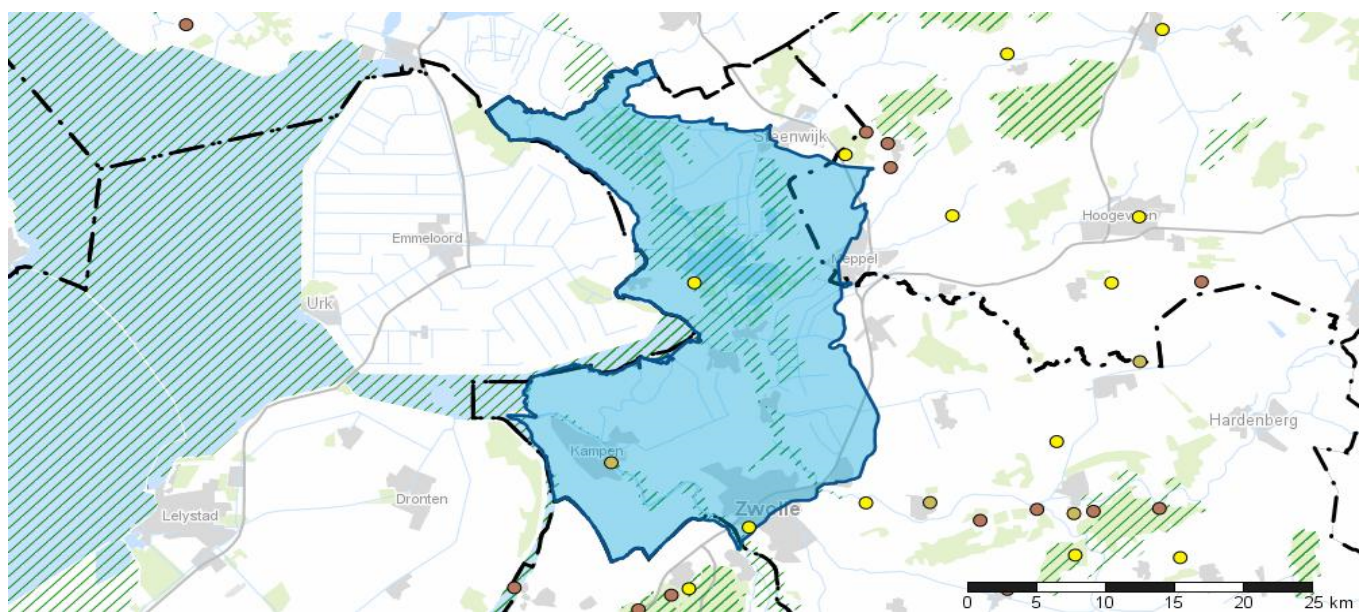 Steenwijk
Hoogeveen
Emmeloord
Meppel
Urk
Hardenberg
Kampen
Dronten
Zwolle
Lelystad
0 5 10 15 20 25 km